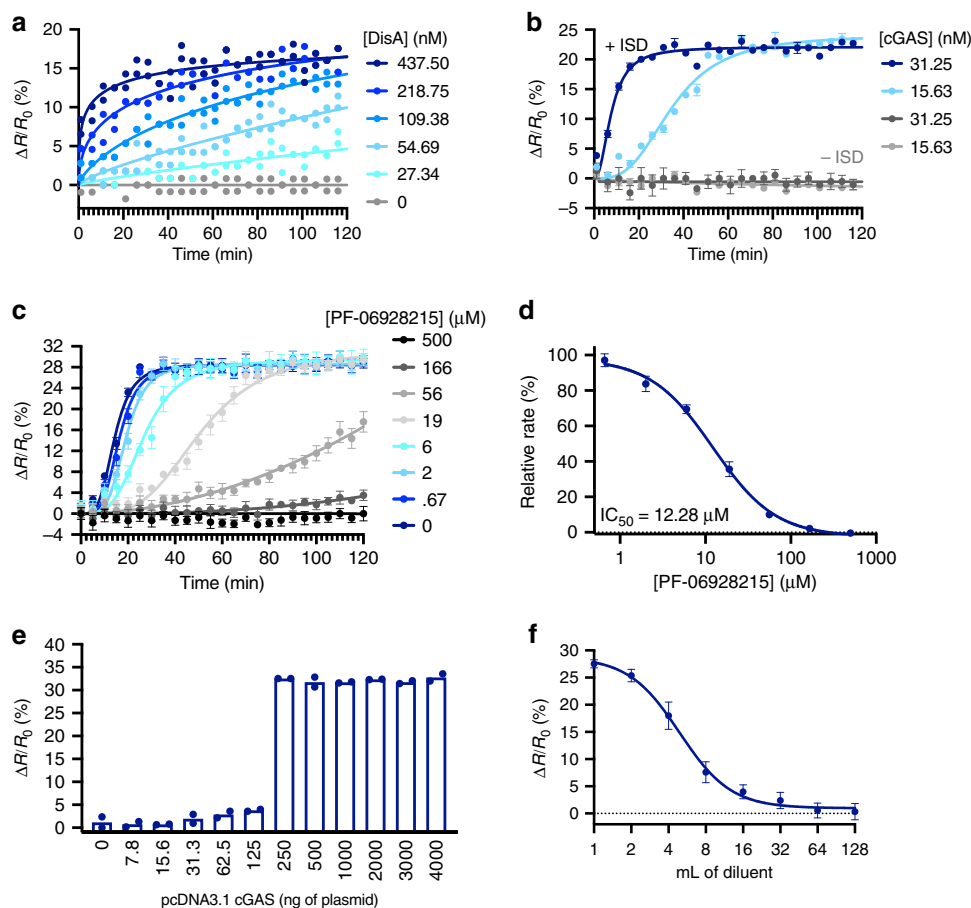 a
[DisA] (nM)
437.50
218.75
109.38
54.69
27.34
0
ΔR/R0 (%)
20
15
10
5
0
0 20 40 60 80 100 120
Time (min)
b
+ ISD
– ISD
[cGAS] (nM)
31.25
15.63
31.25
15.63
ΔR/R0 (%)
25
20
15
10
5
0
–5
0 20 40 60 80 100 120
Time (min)
c
[PF-06928215] (μM)
500
166
56
19
6
2
.67
0
ΔR/R0 (%)
32
28
24
20
16
12
8
4
0
–4
0 20 40 60 80 100 120
Time (min)
d
Relative rate (%)
100
80
60
40
20
0
IC50 = 12.28 μM
1 10 100 1000
[PF-06928215] (μM)
e
ΔR/R0 (%)
40
35
30
25
20
15
10
5
0
0 7.8 15.6 31.3 62.5 125 250 500 1000 2000 3000 4000
pcDNA3.1 cGAS (ng of plasmid)
f
ΔR/R0 (%)
30
25
20
15
10
5
0
1 2 4 8 16 32 64 128
mL of diluent